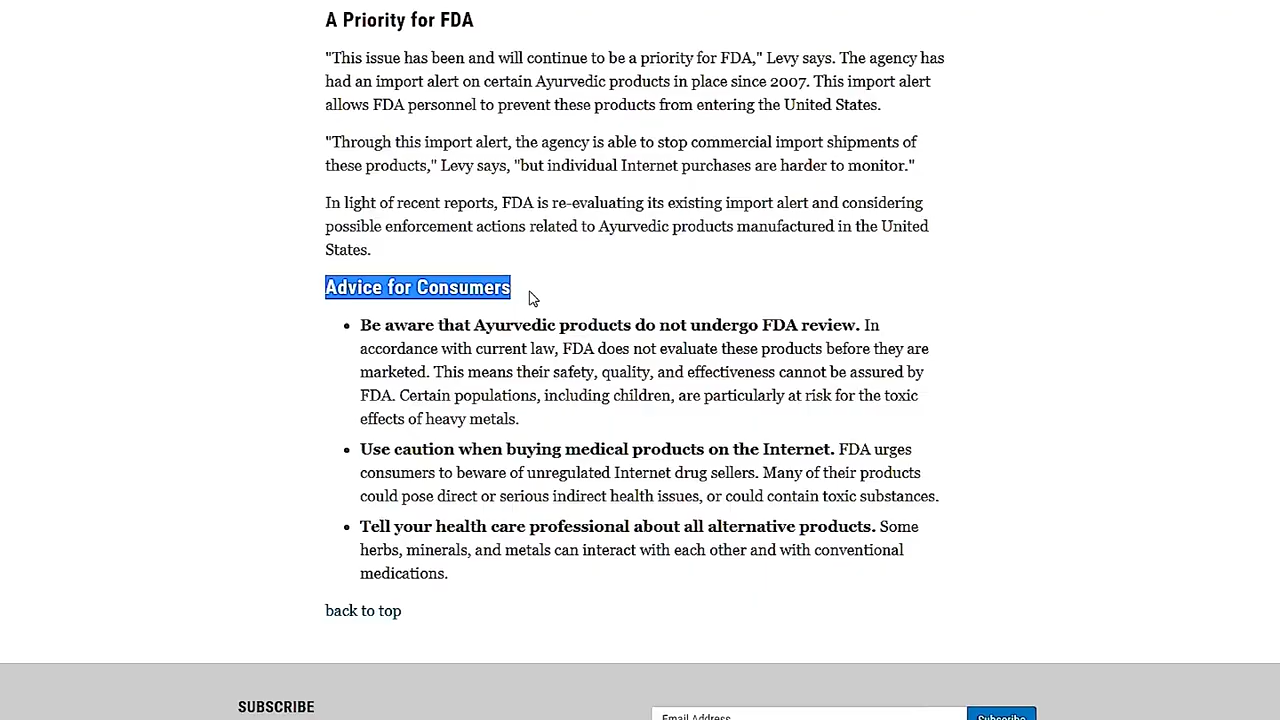 A Priority for FDA
"This issue has been and will continue to be a priority for FDA," Levy says. The agency has
had an import alert on certain Ayurvedic products in place since 2007. This import alert
allows FDA personnel to prevent these products from entering the United States.
"Through this import alert, the agency is able to stop commercial import shipments of
these products," Levy says, "but individual Internet purchases are harder to monitor."
In light of recent reports, FDA is re-evaluating its existing import alert and considering
possible enforcement actions related to Ayurvedic products manufactured in the United
States.
Advice for Consumers
• Be aware that Ayurvedic products do not undergo FDA review. In
accordance with current law, FDA does not evaluate these products before they are
marketed. This means their safety, quality, and effectiveness cannot be assured by
FDA. Certain populations, including children, are particularly at risk for the toxic
effects of heavy metals.
• Use caution when buying medical products on the Internet. FDA urges
consumers to beware of unregulated Internet drug sellers. Many of their products
could pose direct or serious indirect health issues, or could contain toxic substances.
• Tell your health care professional about all alternative products. Some
herbs, minerals, and metals can interact with each other and with conventional
medications.
back to top
SUBSCRIBE
Email Address
Subscribe